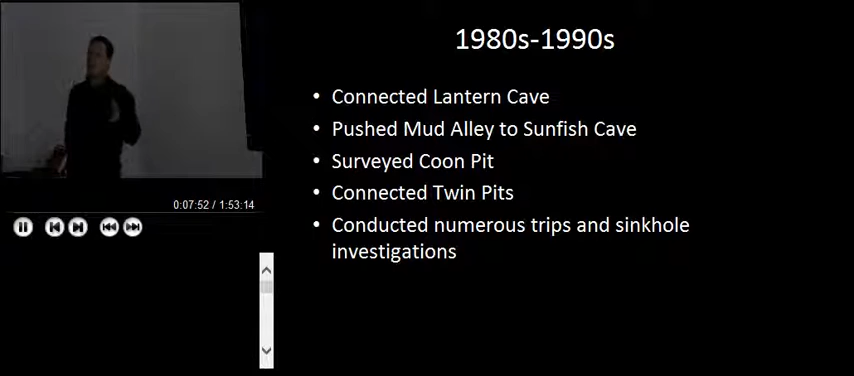 1980s-1990s
• Connected Lantern Cave
• Pushed Mud Alley to Sunfish Cave
• Surveyed Coon Pit
• Connected Twin Pits
• Conducted numerous trips and sinkhole
investigations
0:07:52 / 1:53:14